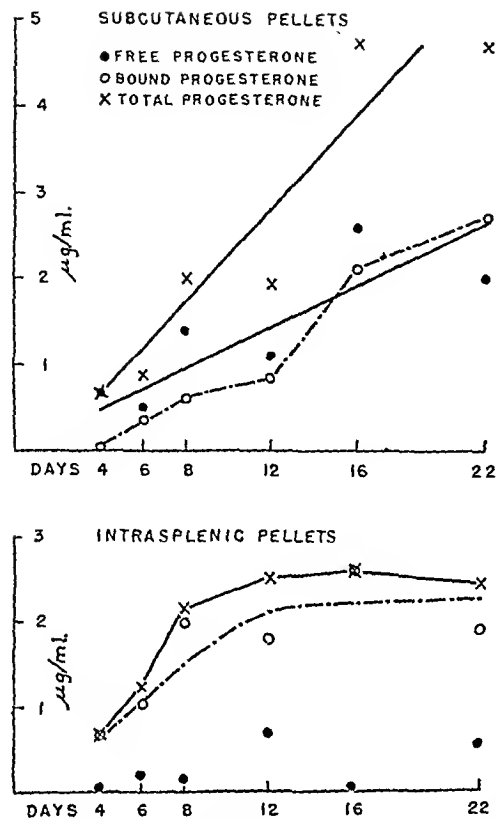 SUBCUTANEOUS PELLETS
● FREE PROGESTERONE
○ BOUND PROGESTERONE
× TOTAL PROGESTERONE
5
4
3
2
1
µg/ml.
DAYS 4 6 8 12 16 22
INTRASPLENIC PELLETS
3
2
1
µg/ml.
DAYS 4 6 8 12 16 22